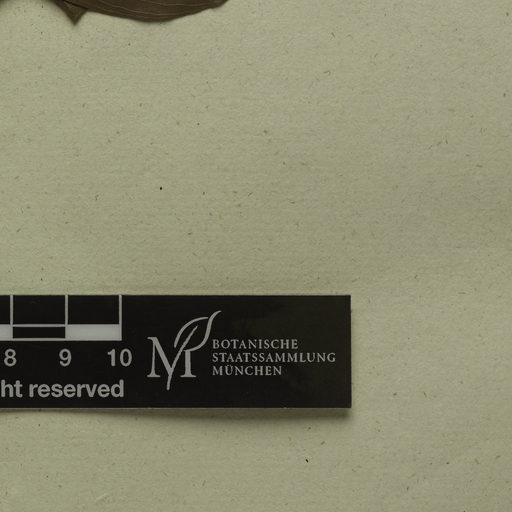 8 9 10
ht reserved
BOTANISCHE
STAATSSAMMLUNG
MÜNCHEN